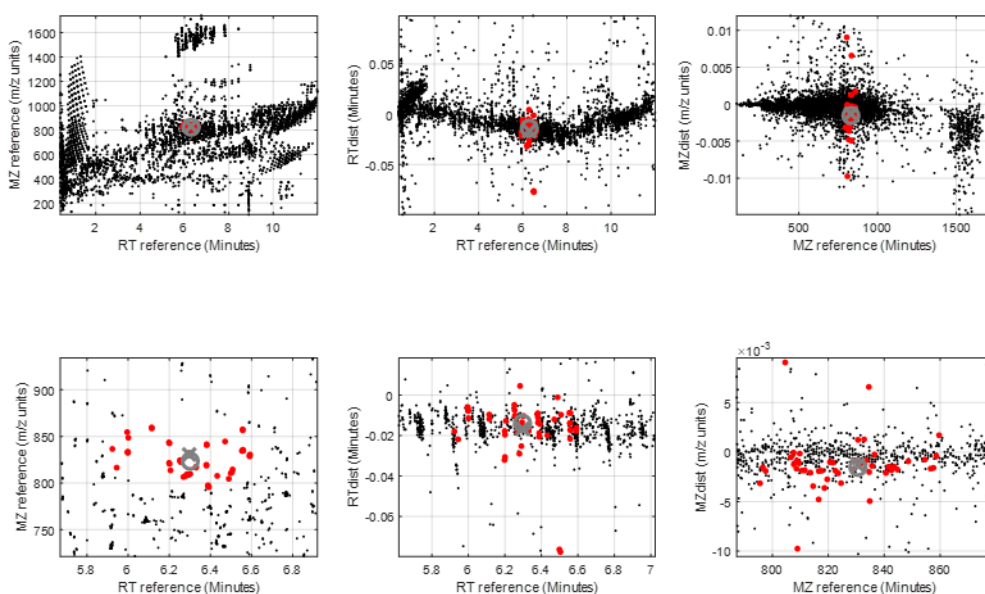 1600
1400
1200
1000
800
600
400
200
2 4 6 8 10
MZ reference (m/z units)
RT reference (Minutes)
0.05
0
-0.05
2 4 6 8 10
RTdist (Minutes)
RT reference (Minutes)
0.01
0.005
0
-0.005
-0.01
500 1000 1500
MZdist (m/z units)
MZ reference (Minutes)
900
850
800
750
5.8 6 6.2 6.4 6.6 6.8
MZ reference (m/z units)
RT reference (Minutes)
0
-0.02
-0.04
-0.06
5.8 6 6.2 6.4 6.6 6.8 7
RTdist (Minutes)
RT reference (Minutes)
×10⁻³
5
0
-5
-10
800 820 840 860
MZdist (m/z units)
MZ reference (Minutes)